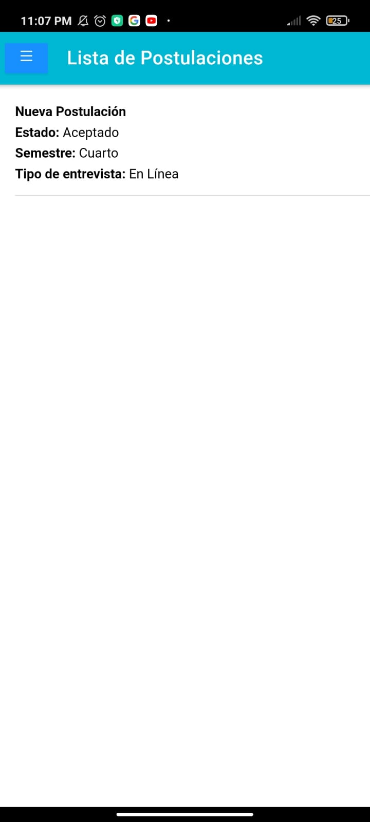 11:07 PM
25
Lista de Postulaciones
Nueva Postulación
Estado: Aceptado
Semestre: Cuarto
Tipo de entrevista: En Línea